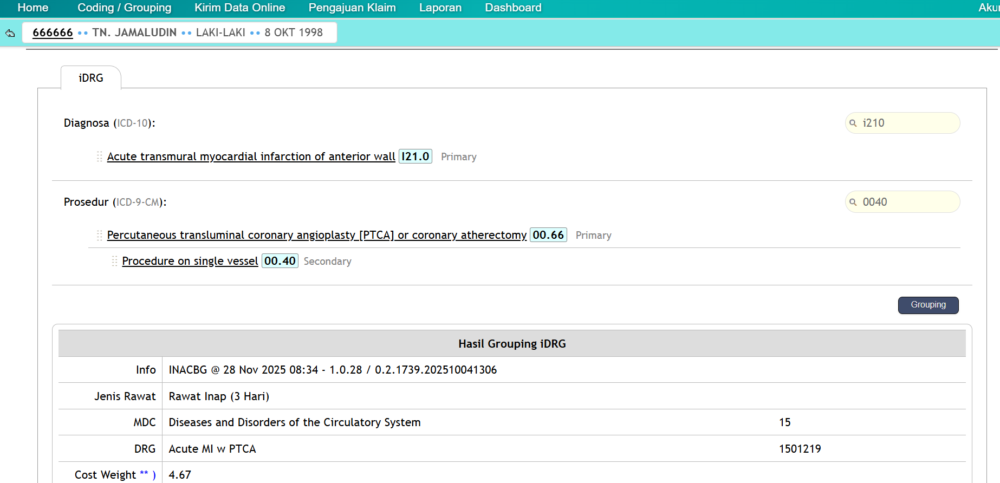 Home Coding / Grouping Kirim Data Online Pengajuan Klaim Laporan Dashboard
666666 •• TN. JAMALUDIN •• LAKI-LAKI •• 8 OKT 1998
iDRG
Diagnosa (ICD-10): i210
Acute transmural myocardial infarction of anterior wall I21.0 Primary
Prosedur (ICD-9-CM): 0040
Percutaneous transluminal coronary angioplasty [PTCA] or coronary atherectomy 00.66 Primary
Procedure on single vessel 00.40 Secondary
Grouping
Hasil Grouping iDRG
Info INACBG @ 28 Nov 2025 08:34 - 1.0.28 / 0.2.1739.202510041306
Jenis Rawat Rawat Inap (3 Hari)
MDC Diseases and Disorders of the Circulatory System 15
DRG Acute MI w PTCA 1501219
Cost Weight ** ) 4.67